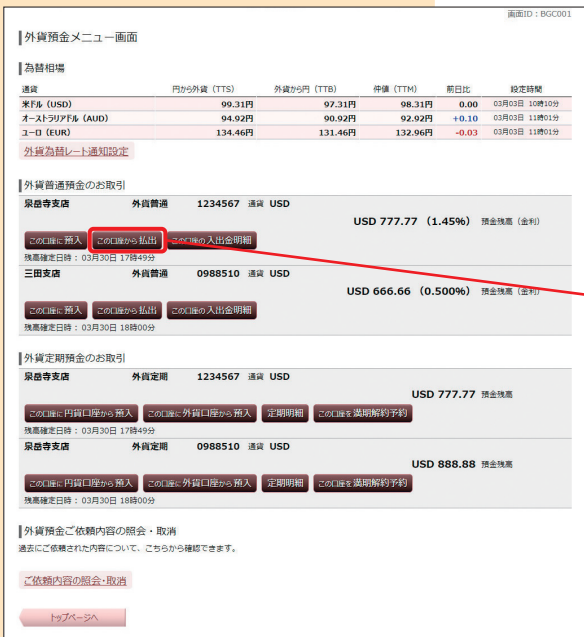 画面ID：BGC001
外貨預金メニュー画面
為替相場
通貨 円から外貨（TTS） 外貨から円（TTB） 仲値（TTM） 前日比 設定時間
米ドル（USD） 99.31円 97.31円 98.31円 0.00 03月03日 10時10分
オーストラリアドル（AUD） 94.92円 90.92円 92.92円 +0.10 03月03日 11時01分
ユーロ（EUR） 134.46円 131.46円 132.96円 -0.03 03月03日 11時01分
外貨為替レート通知設定
外貨普通預金のお取引
泉岳寺支店 外貨普通 1234567 通貨 USD
USD 777.77 （1.45%） 預金残高（金利）
この口座に預入 この口座から払出 この口座の入出金明細
残高確定日時：03月30日 17時49分
三田支店 外貨普通 0988510 通貨 USD
USD 666.66 （0.500%） 預金残高（金利）
この口座に預入 この口座から払出 この口座の入出金明細
残高確定日時：03月30日 18時00分
外貨定期預金のお取引
泉岳寺支店 外貨定期 1234567 通貨 USD
USD 777.77 預金残高
この口座に円貨口座から預入 この口座に外貨口座から預入 定期明細 この口座を満期解約予約
残高確定日時：03月30日 17時49分
泉岳寺支店 外貨定期 0988510 通貨 USD
USD 888.88 預金残高
この口座に円貨口座から預入 この口座に外貨口座から預入 定期明細 この口座を満期解約予約
残高確定日時：03月30日 18時00分
外貨預金ご依頼内容の照会・取消
過去にご依頼された内容について、こちらから確認できます。
ご依頼内容の照会・取消
トップページへ